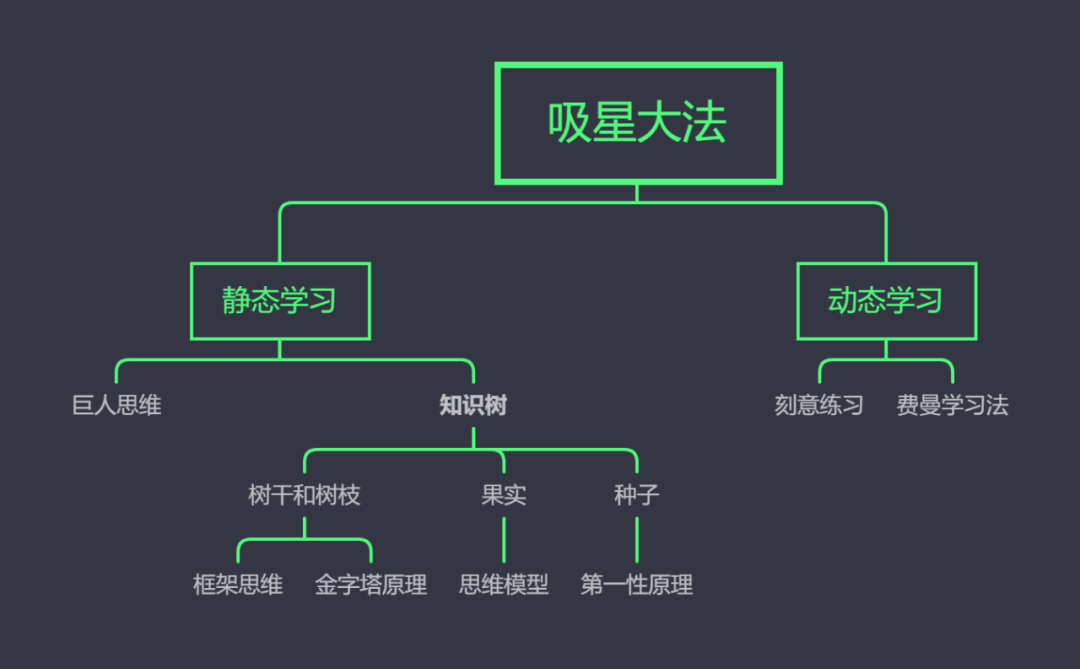 吸星大法
静态学习
动态学习
巨人思维
知识树
刻意练习
费曼学习法
树干和树枝
果实
种子
框架思维
金字塔原理
思维模型
第一性原理